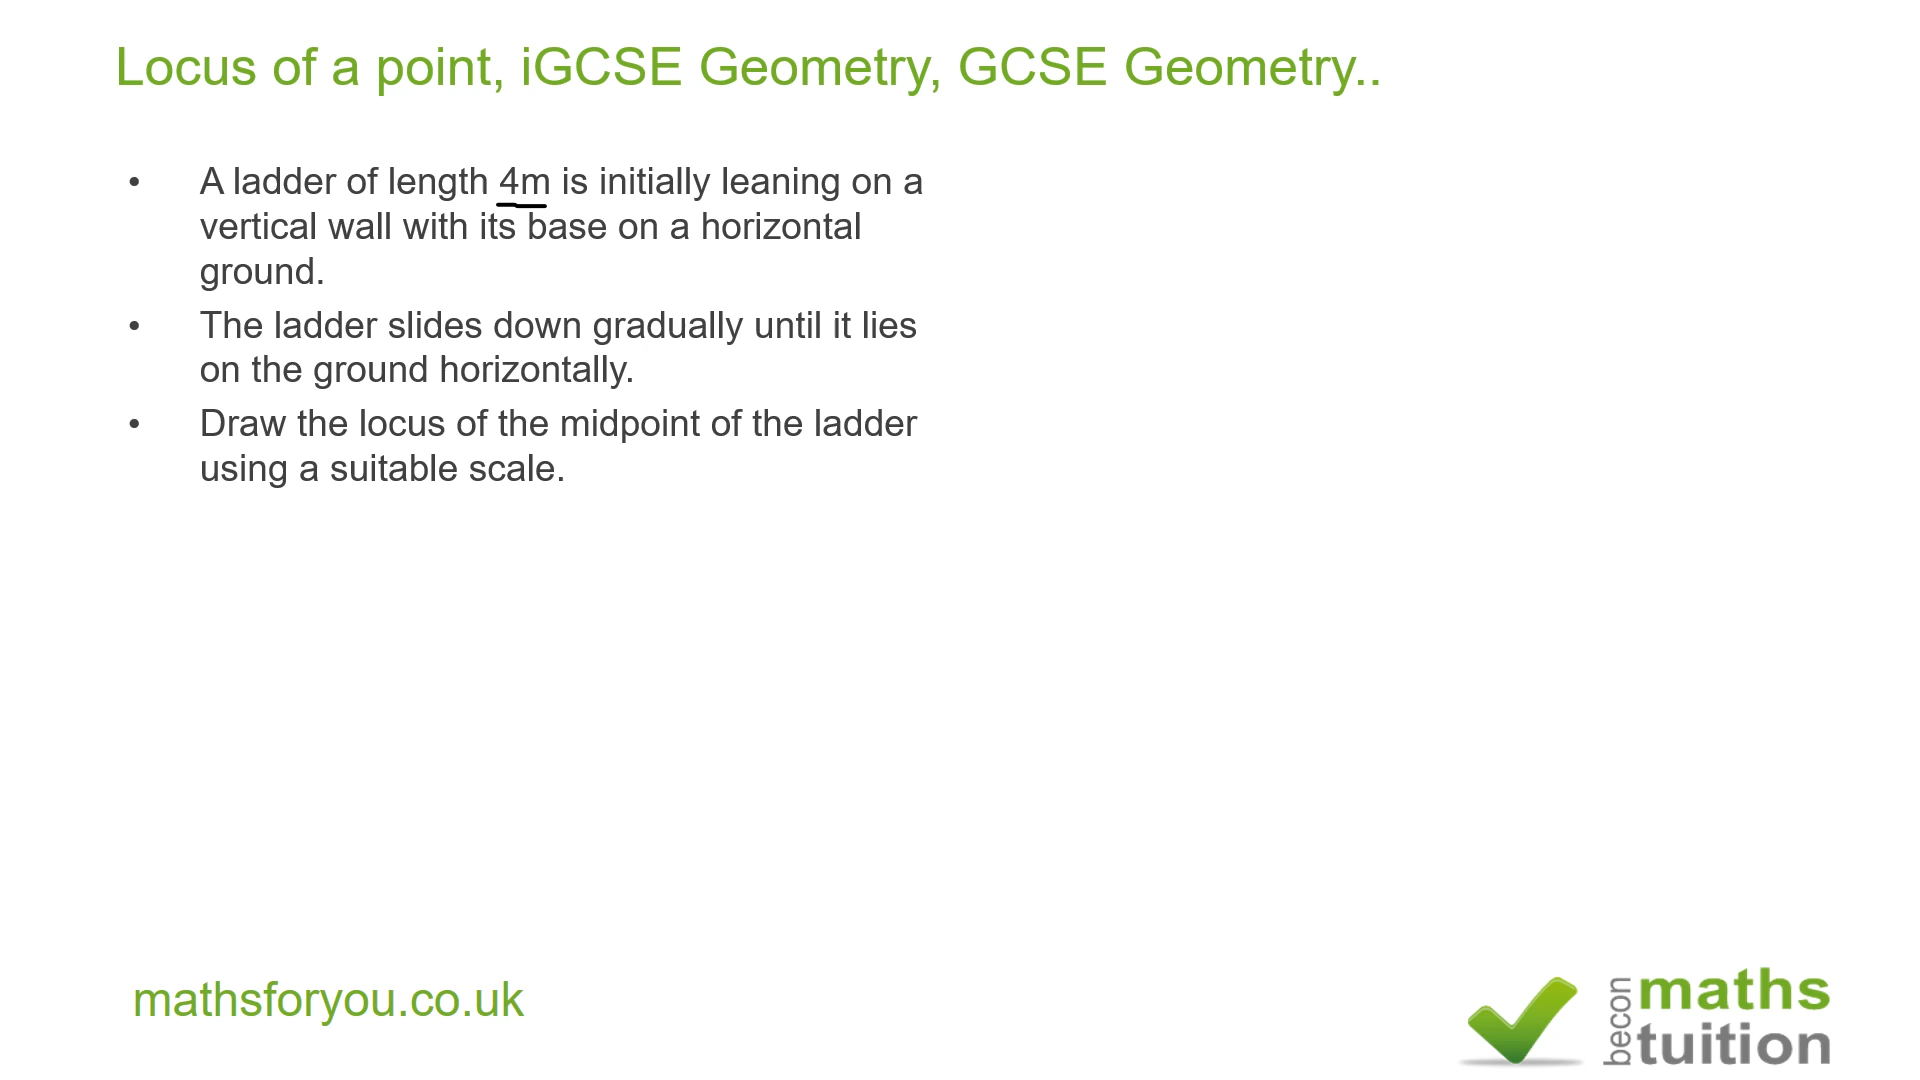 Locus of a point, iGCSE Geometry, GCSE Geometry..
• A ladder of length 4m is initially leaning on a
vertical wall with its base on a horizontal
ground.
• The ladder slides down gradually until it lies
on the ground horizontally.
• Draw the locus of the midpoint of the ladder
using a suitable scale.
mathsforyou.co.uk
becon
maths
tuition